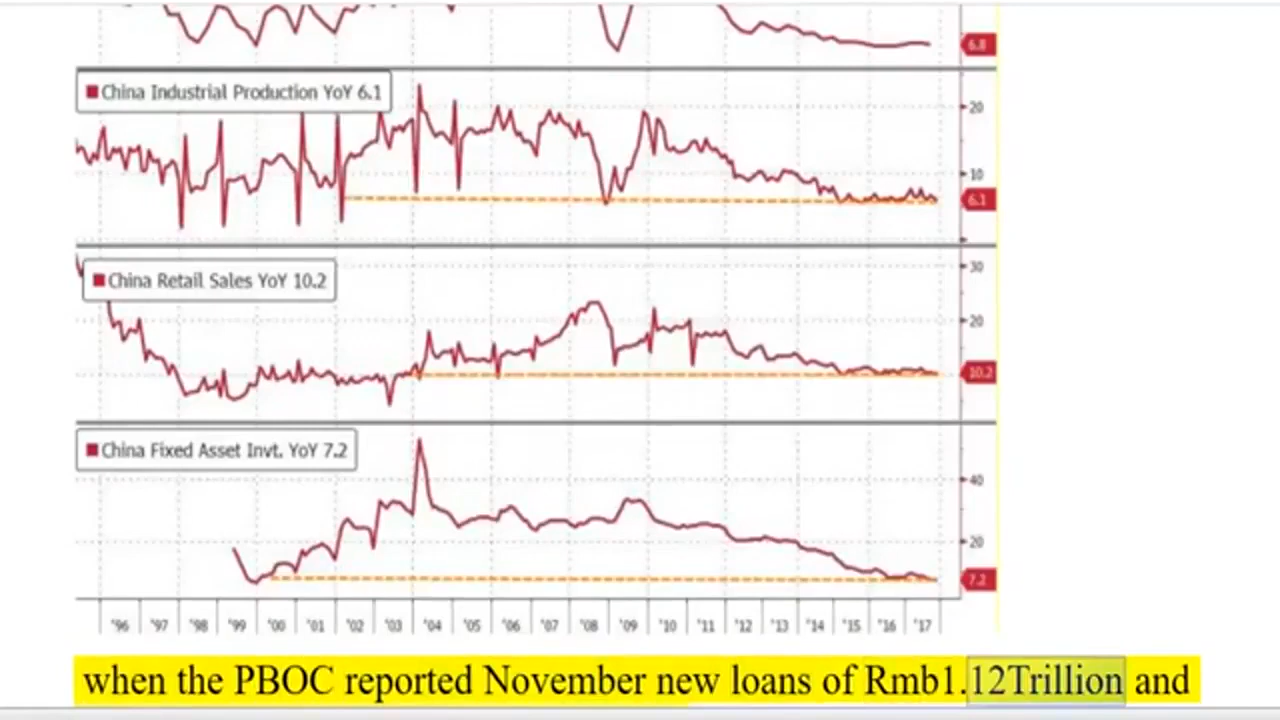 6.8
China Industrial Production YoY 6.1
20
10
6.1
China Retail Sales YoY 10.2
30
20
10.2
China Fixed Asset Invt. YoY 7.2
40
20
7.2
'96 '97 '98 '99 '00 '01 '02 '03 '04 '05 '06 '07 '08 '09 '10 '11 '12 '13 '14 '15 '16 '17
when the PBOC reported November new loans of Rmb1.12Trillion and